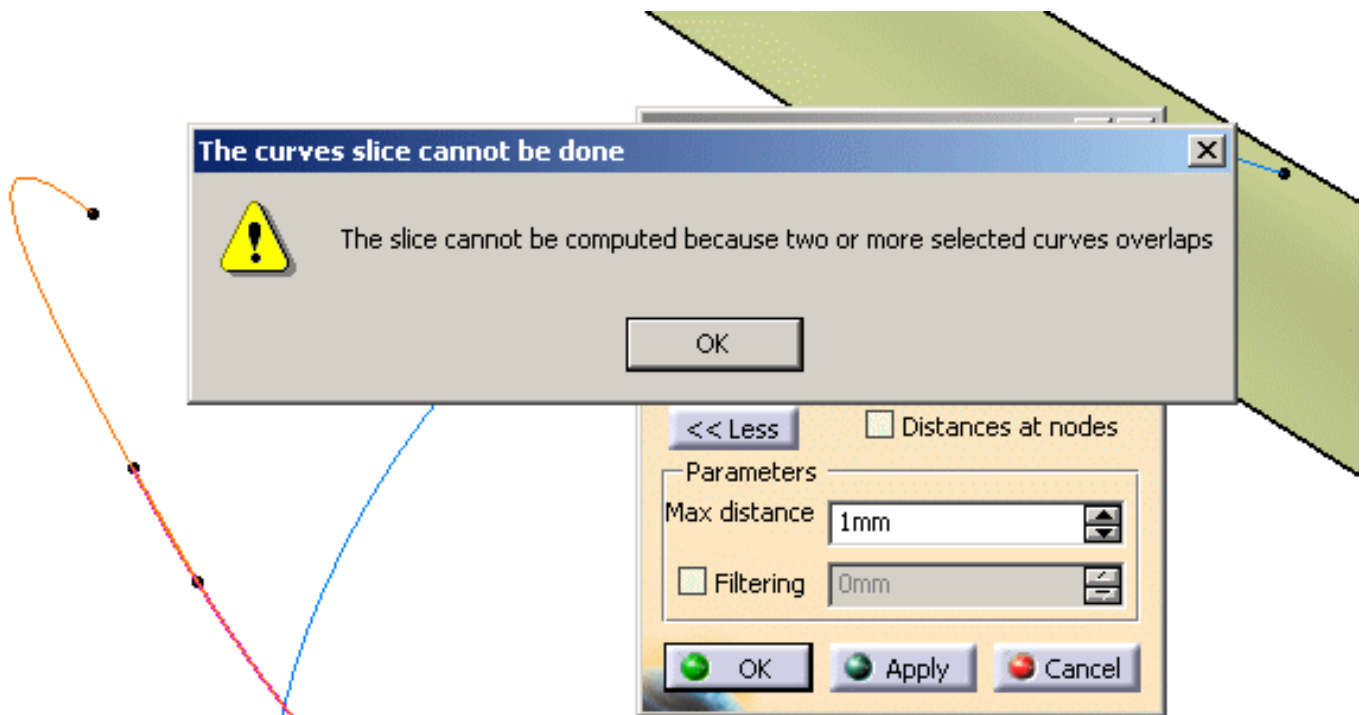 The curves slice cannot be done
The slice cannot be computed because two or more selected curves overlaps
OK
<< Less
Distances at nodes
Parameters
Max distance
1mm
Filtering
0mm
OK
Apply
Cancel